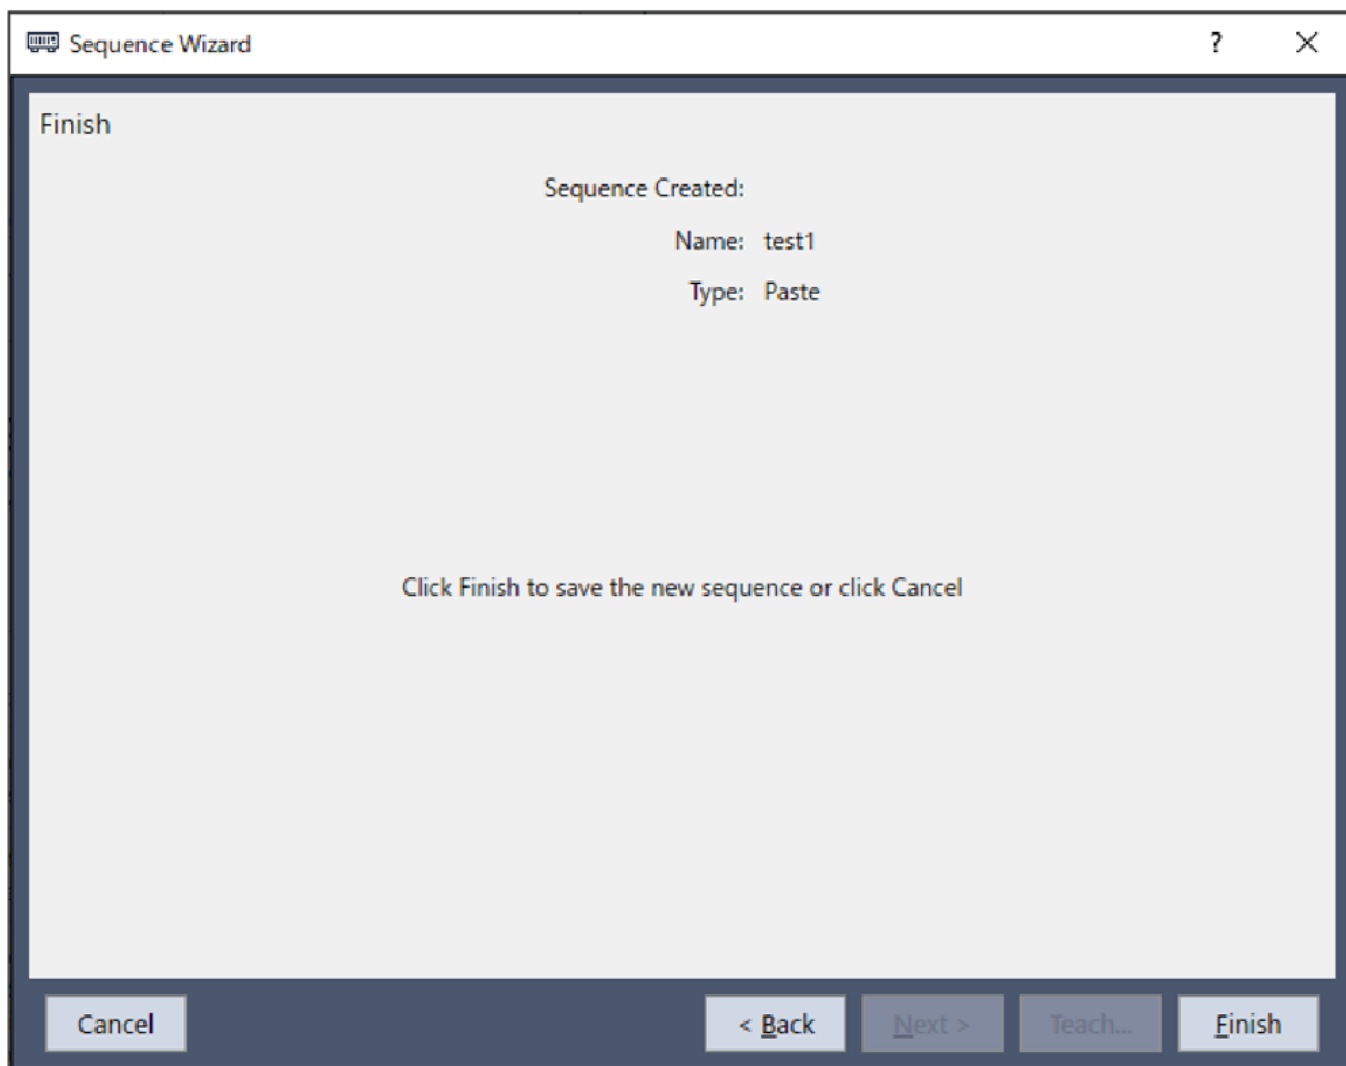 Sequence Wizard ? ×
Finish
Sequence Created:
Name: test1
Type: Paste
Click Finish to save the new sequence or click Cancel
Cancel < Back Next > Teach... Finish